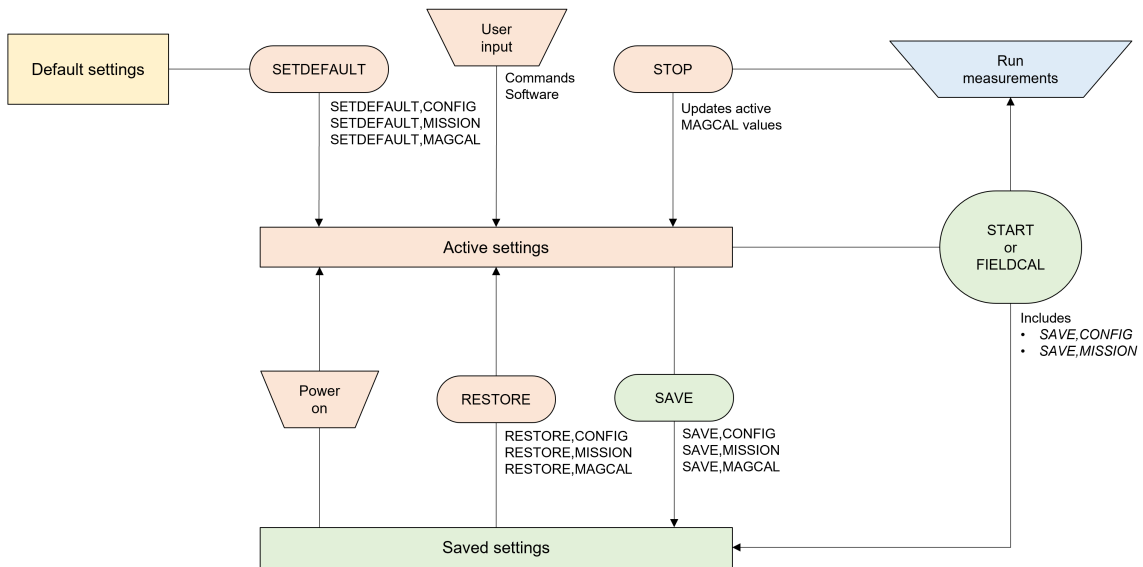 Default settings
SETDEFAULT
SETDEFAULT,CONFIG
SETDEFAULT,MISSION
SETDEFAULT,MAGCAL
User
input
Commands
Software
STOP
Updates active
MAGCAL values
Run
measurements
Active settings
START
or
FIELDCAL
Includes
• SAVE,CONFIG
• SAVE,MISSION
Power
on
RESTORE
RESTORE,CONFIG
RESTORE,MISSION
RESTORE,MAGCAL
SAVE
SAVE,CONFIG
SAVE,MISSION
SAVE,MAGCAL
Saved settings